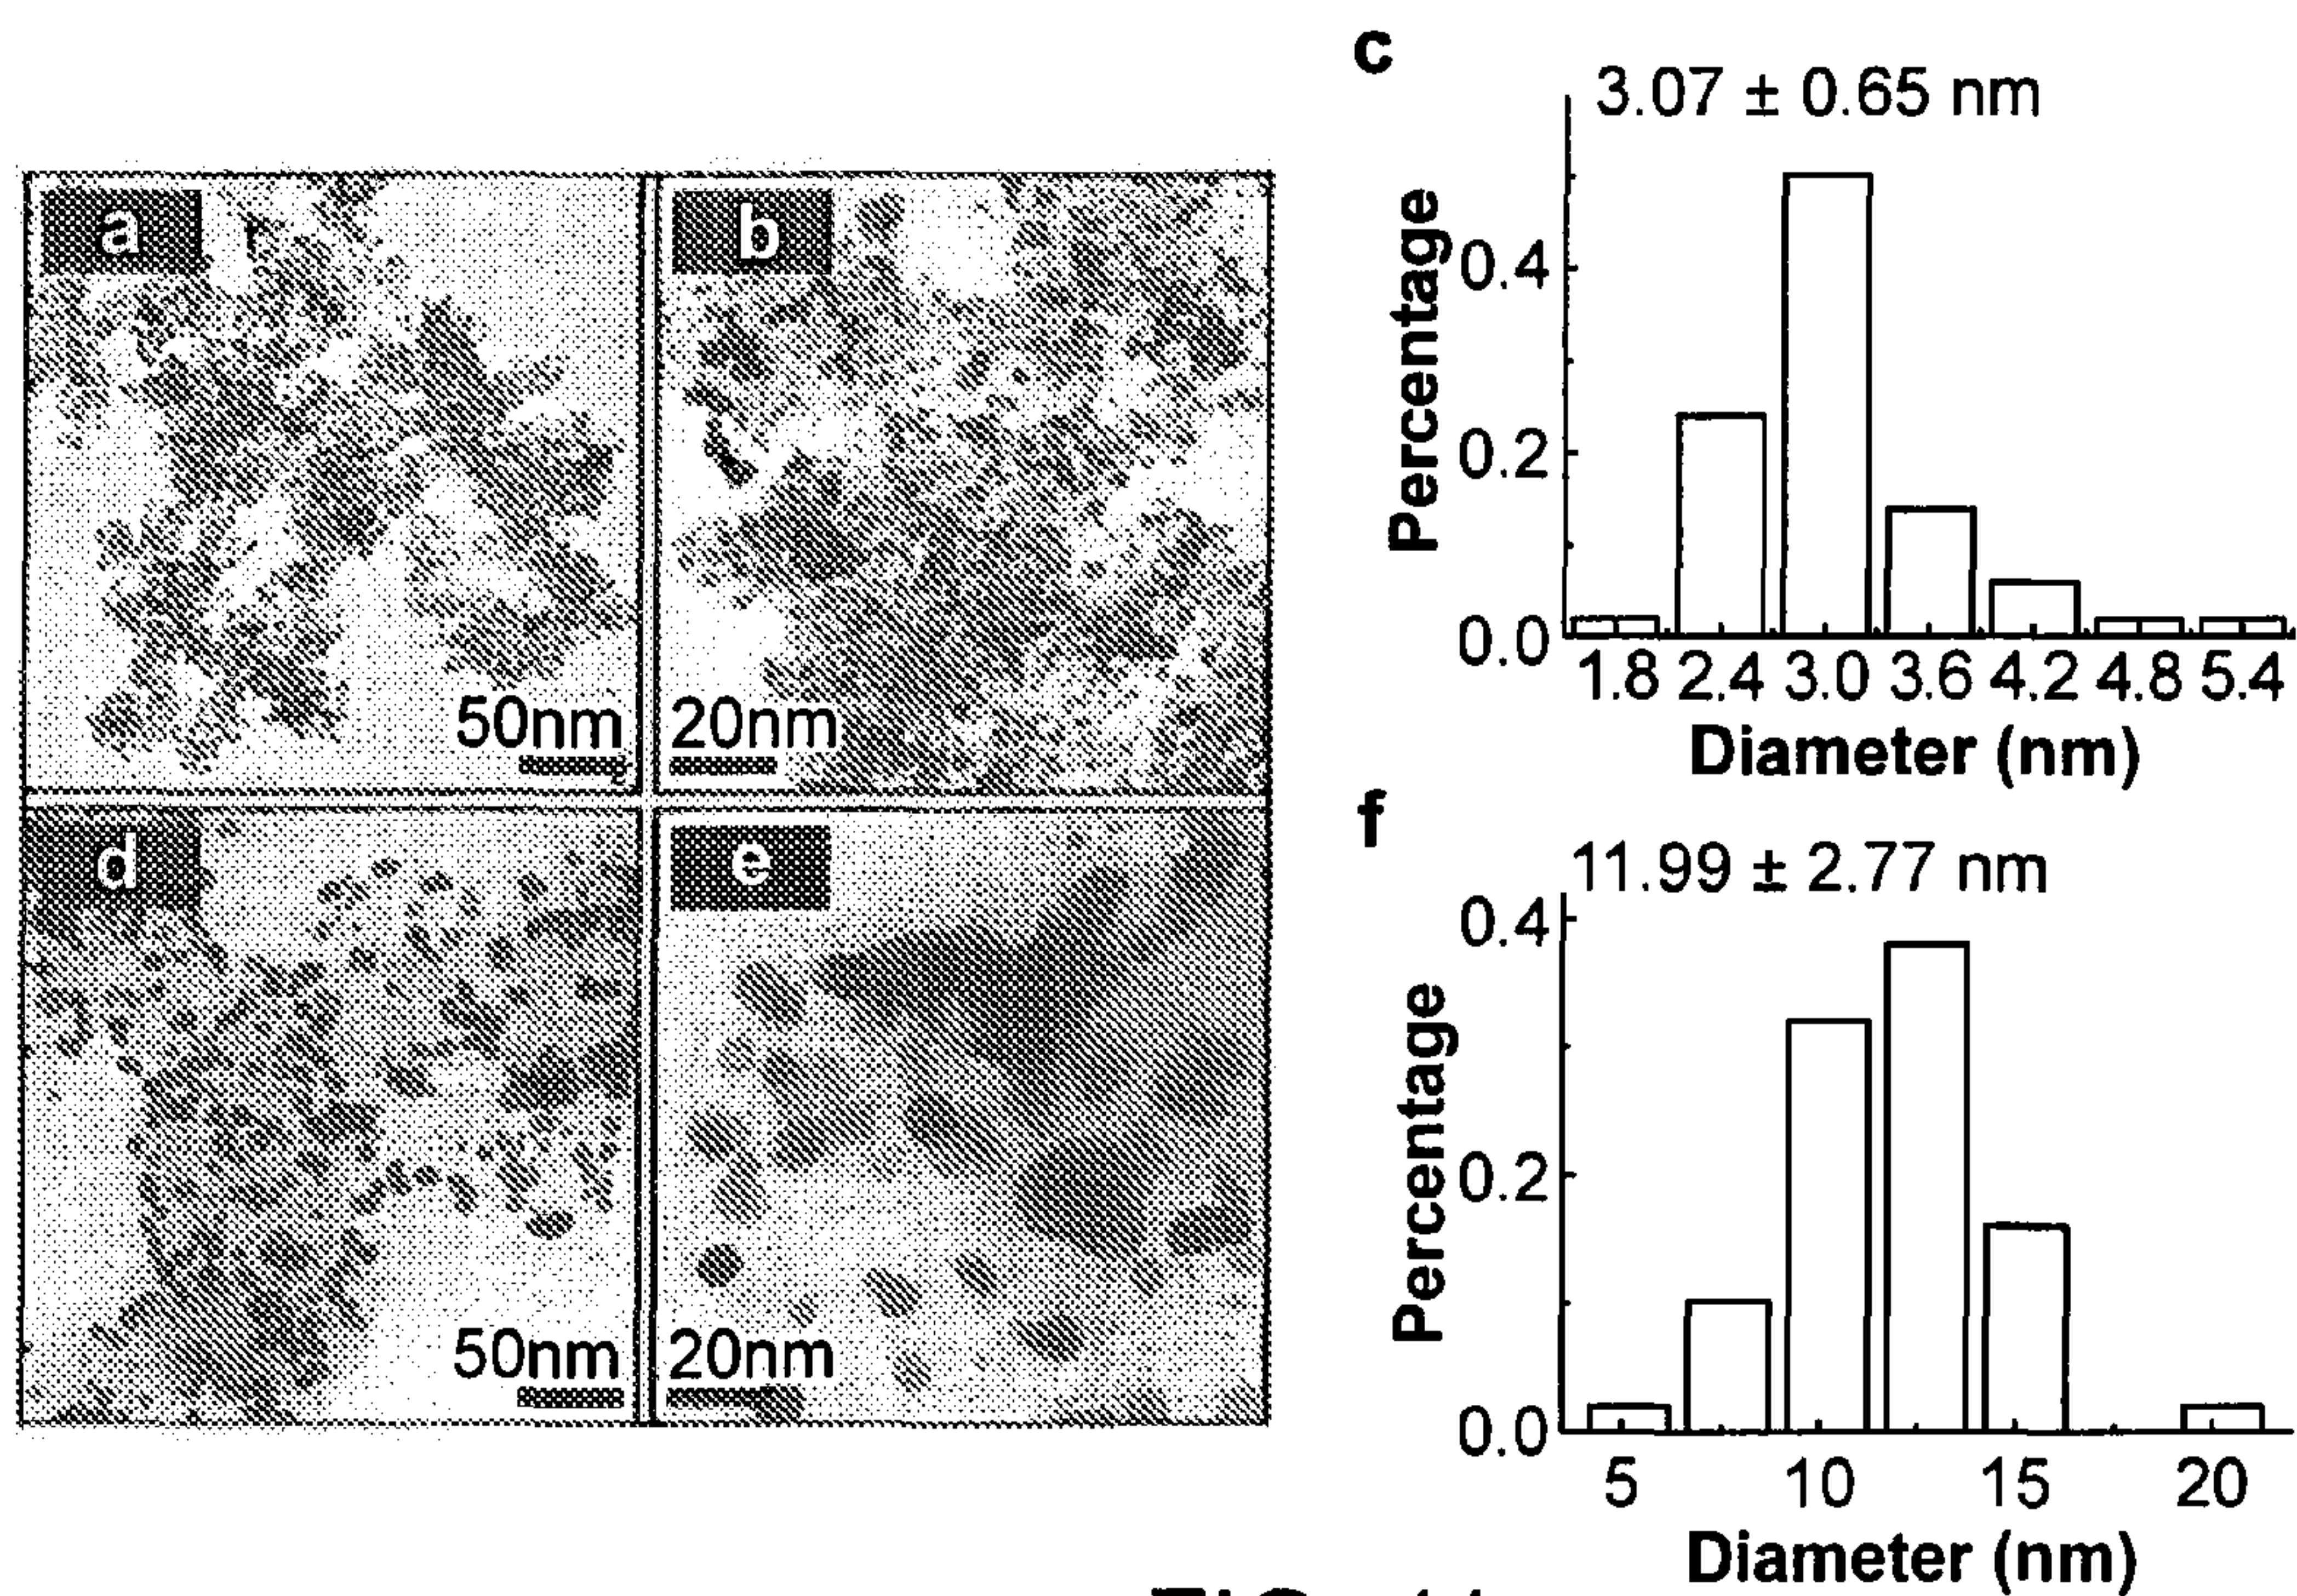 a
b
50nm
20nm
d
e
50nm
20nm
c
3.07 ± 0.65 nm
Percentage
0.4
0.2
0.0
1.8 2.4 3.0 3.6 4.2 4.8 5.4
Diameter (nm)
f
11.99 ± 2.77 nm
Percentage
0.4
0.2
0.0
5 10 15 20
Diameter (nm)